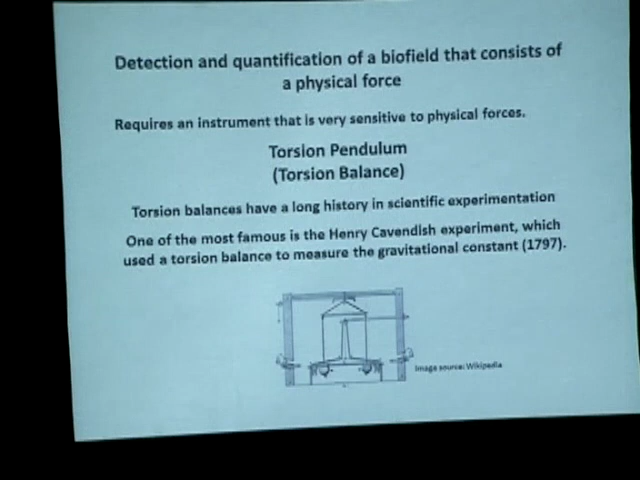 Detection and quantification of a biofield that consists of
a physical force
Requires an instrument that is very sensitive to physical forces.
Torsion Pendulum
(Torsion Balance)
Torsion balances have a long history in scientific experimentation
One of the most famous is the Henry Cavendish experiment, which
used a torsion balance to measure the gravitational constant (1797).
Image source: Wikipedia